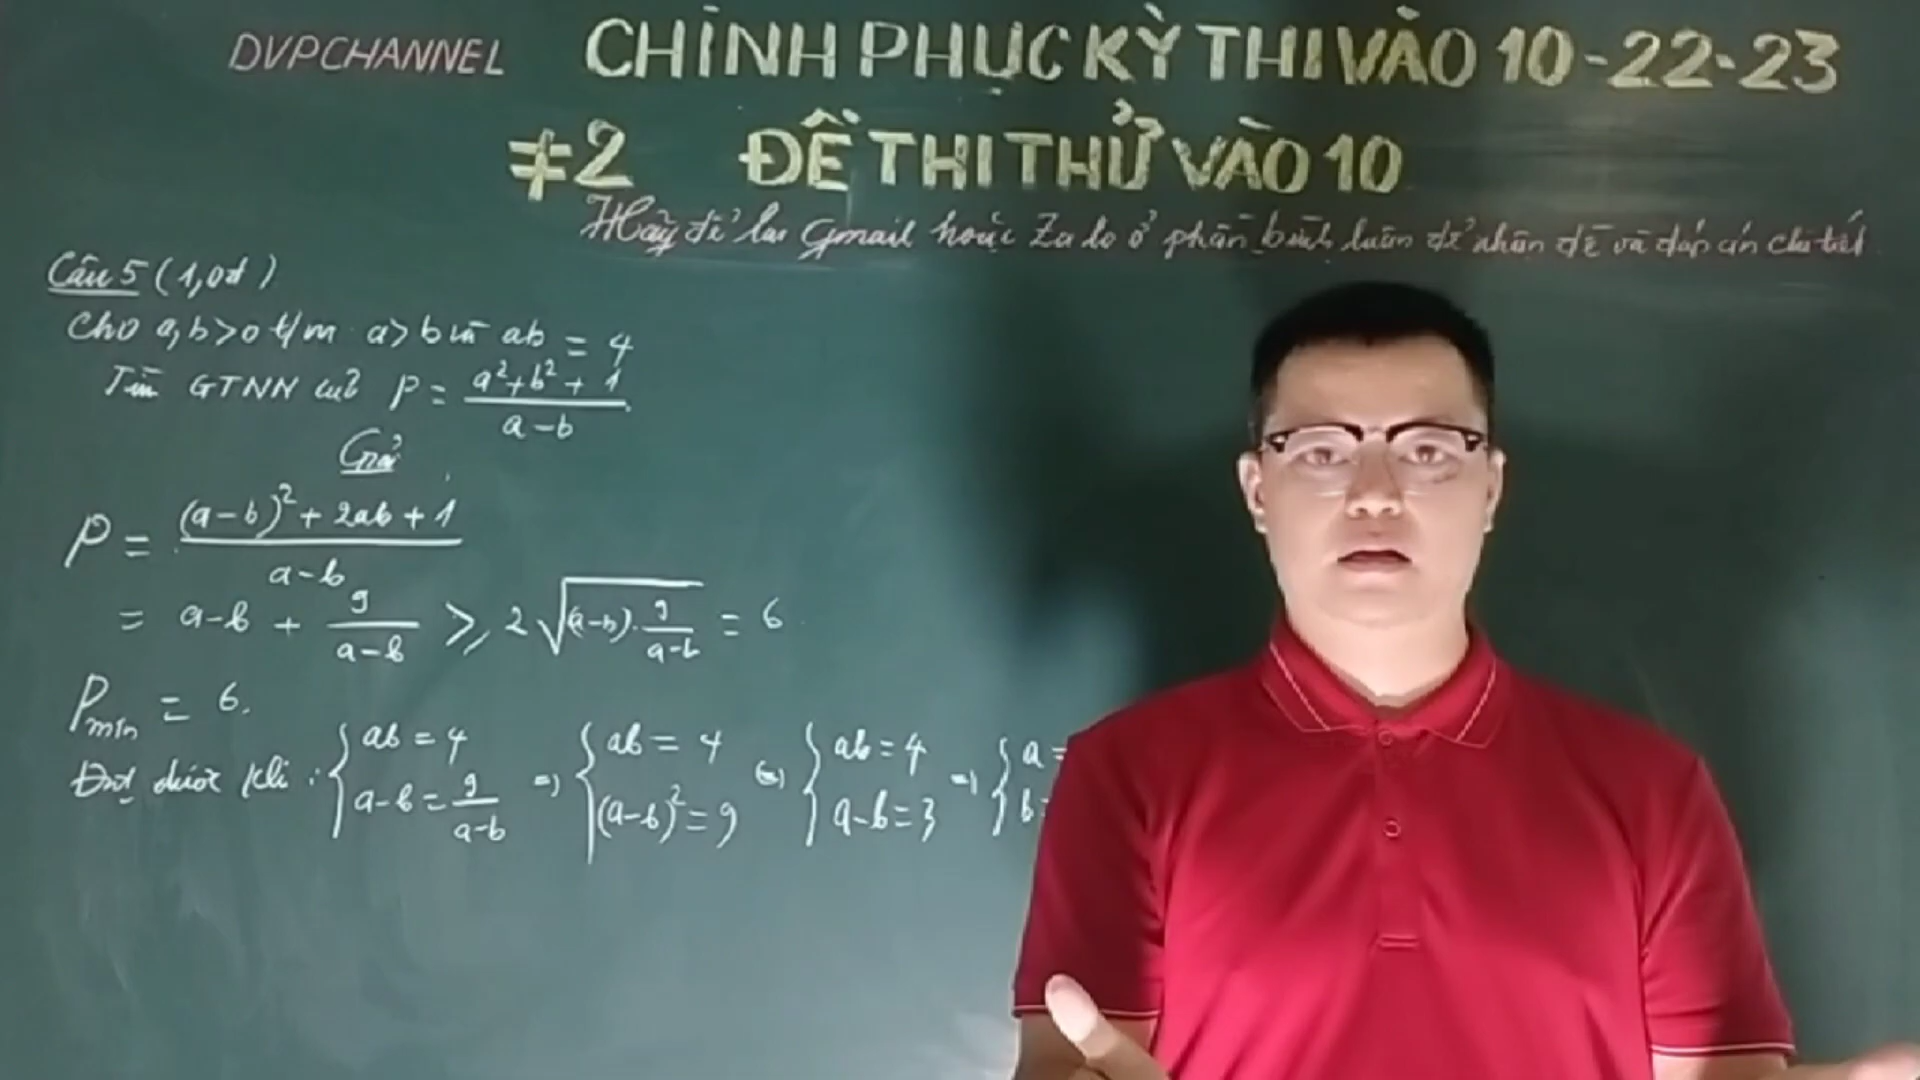 DVPCHANNEL
CHINH PHỤC KỲ THI VÀO 10-22-23
#2 ĐỀ THI THỬ VÀO 10
Hãy để lại Gmail hoặc Zalo ở phần bình luận để nhận đề và đáp án chi tiết
Câu 5 (1,0đ)
Cho a,b>0 t/m a>b và ab = 4
Tìm GTNN của P = (a²+b²+1)/(a-b)
Giải
P = ((a-b)²+2ab+1)/(a-b)
= a-b + 9/(a-b) ≥ 2√((a-b).9/(a-b)) = 6
Pmin = 6.
Đạt được khi: {ab=4, a-b=9/(a-b) => {ab=4, (a-b)²=9 <=> {ab=4, a-b=3 => {a=, b=